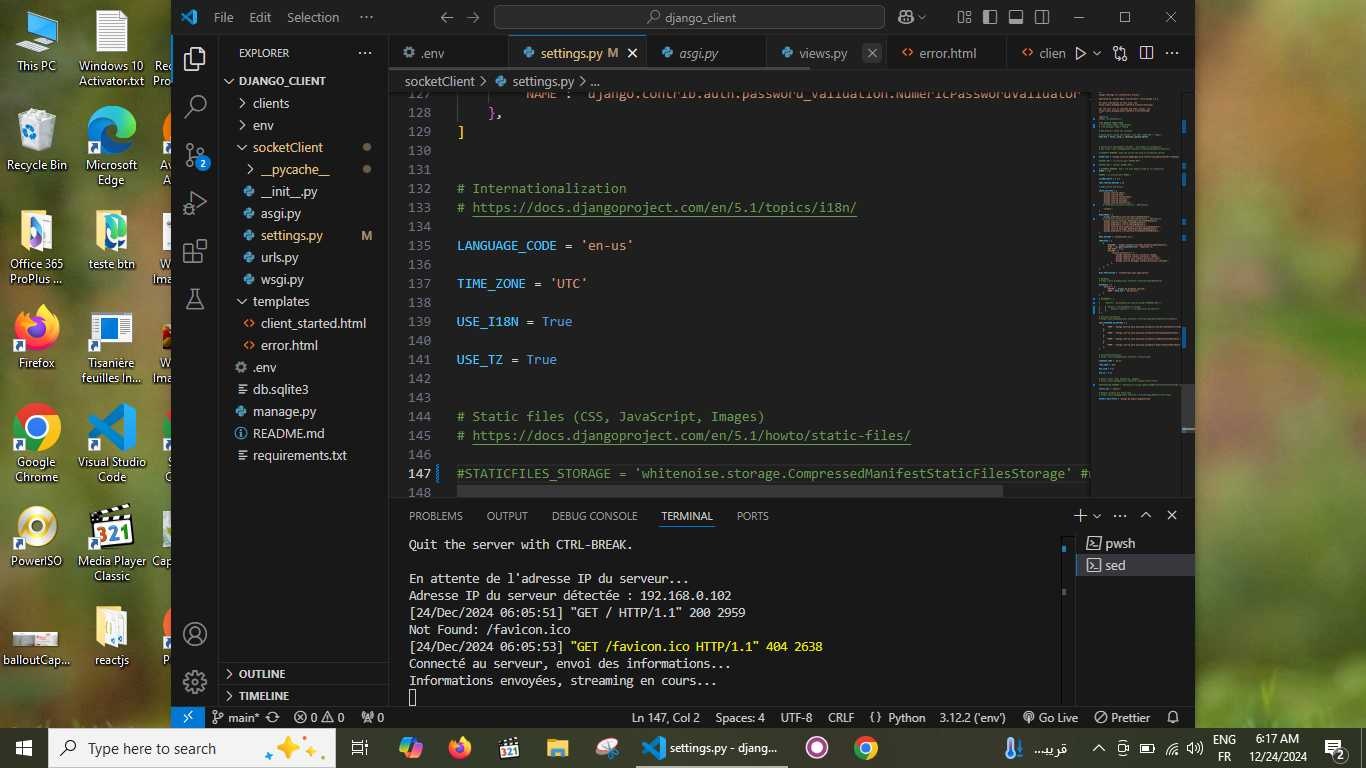 This PC
Windows 10
Activator.txt
Recycle Bin
Microsoft
Edge
Office 365
ProPlus ...
teste btn
Firefox
Tisanière
feuilles In...
Google
Chrome
Visual Studio
Code
PowerISO
Media Player
Classic
balloutCap...
reactjs
File Edit Selection ···
django_client
EXPLORER
DJANGO_CLIENT
clients
env
socketClient
__pycache__
__init__.py
asgi.py
settings.py M
urls.py
wsgi.py
templates
client_started.html
error.html
.env
db.sqlite3
manage.py
README.md
requirements.txt
OUTLINE
TIMELINE
2
.env
settings.py M
asgi.py
views.py
error.html
clien
socketClient > settings.py > ...
127 'NAME': 'django.contrib.auth.password_validation.NumericPasswordValidator
128 },
129 ]
130
131
132 # Internationalization
133 # https://docs.djangoproject.com/en/5.1/topics/i18n/
134
135 LANGUAGE_CODE = 'en-us'
136
137 TIME_ZONE = 'UTC'
138
139 USE_I18N = True
140
141 USE_TZ = True
142
143
144 # Static files (CSS, JavaScript, Images)
145 # https://docs.djangoproject.com/en/5.1/howto/static-files/
146
147 #STATICFILES_STORAGE = 'whitenoise.storage.CompressedManifestStaticFilesStorage'
148
PROBLEMS OUTPUT DEBUG CONSOLE TERMINAL PORTS
Quit the server with CTRL-BREAK.
En attente de l'adresse IP du serveur...
Adresse IP du serveur détectée : 192.168.0.102
[24/Dec/2024 06:05:51] "GET / HTTP/1.1" 200 2959
Not Found: /favicon.ico
[24/Dec/2024 06:05:53] "GET /favicon.ico HTTP/1.1" 404 2638
Connecté au serveur, envoi des informations...
Informations envoyées, streaming en cours...
pwsh
sed
main* 0 0 0 Ln 147, Col 2 Spaces: 4 UTF-8 CRLF {} Python 3.12.2 ('env') Go Live Prettier
Type here to search
settings.py - djang...
قريبـ...
ENG
FR
6:17 AM
12/24/2024
2